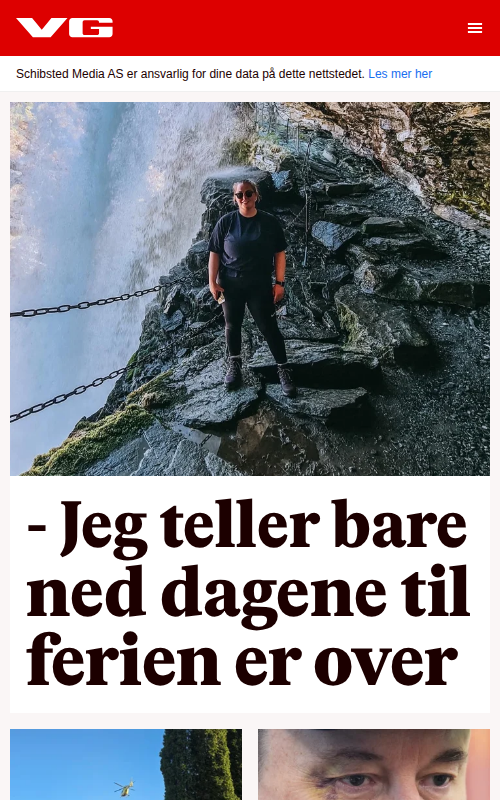 VG
Schibsted Media AS er ansvarlig for dine data på dette nettstedet. Les mer her
- Jeg teller bare
ned dagene til
ferien er over